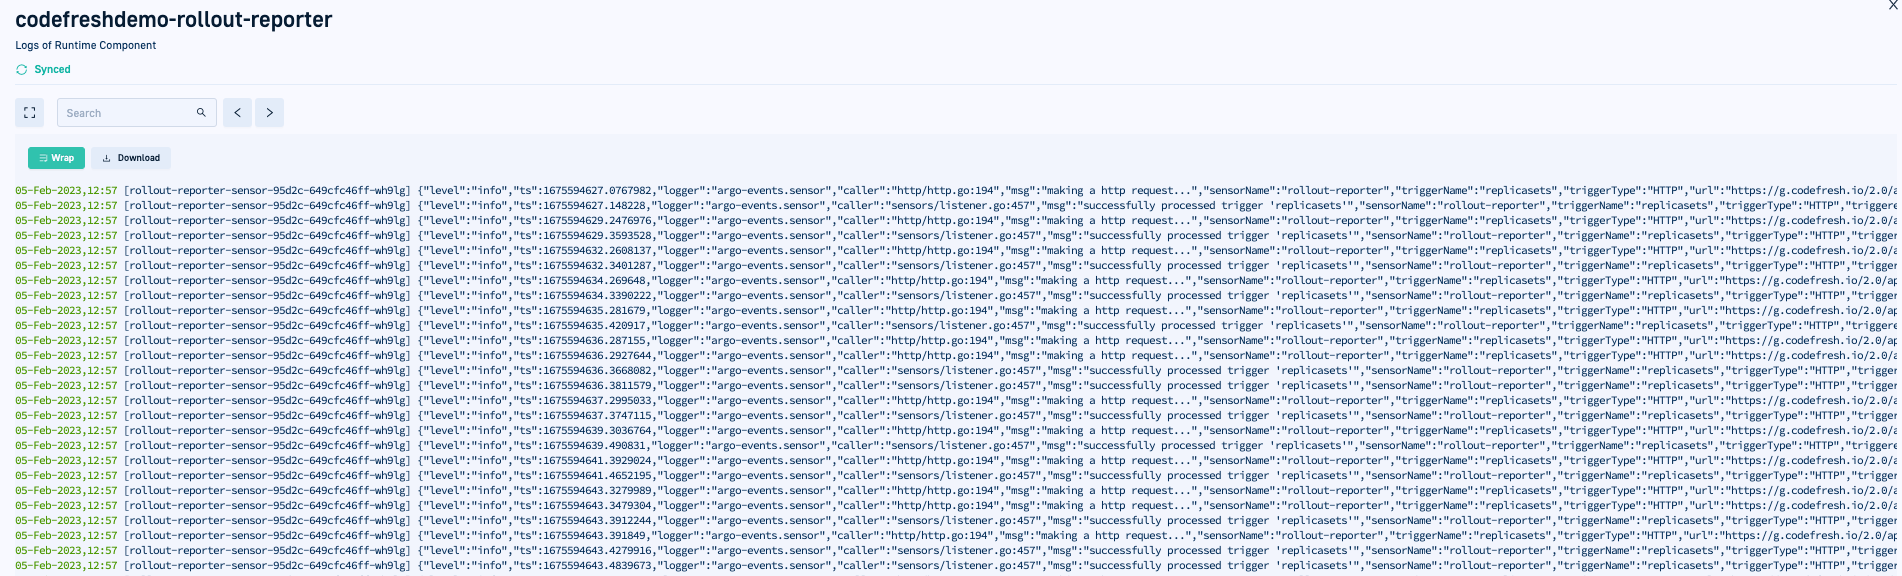 codefreshdemo-rollout-reporter
Logs of Runtime Component
Synced
Search
Wrap Download
05-Feb-2023,12:57 [rollout-reporter-sensor-95d2c-649cfc46ff-wh9lg] {"level":"info","ts":1675594627.0767982,"logger":"argo-events.sensor","caller":"http/http.go:194","msg":"making a http request...","sensorName":"rollout-reporter","triggerName":"replicasets","triggerType":"HTTP","url":"https://g.codefresh.io/2.0/a
05-Feb-2023,12:57 [rollout-reporter-sensor-95d2c-649cfc46ff-wh9lg] {"level":"info","ts":1675594627.148228,"logger":"argo-events.sensor","caller":"sensors/listener.go:457","msg":"successfully processed trigger 'replicasets'","sensorName":"rollout-reporter","triggerName":"replicasets","triggerType":"HTTP","triggere
05-Feb-2023,12:57 [rollout-reporter-sensor-95d2c-649cfc46ff-wh9lg] {"level":"info","ts":1675594629.2476976,"logger":"argo-events.sensor","caller":"http/http.go:194","msg":"making a http request...","sensorName":"rollout-reporter","triggerName":"replicasets","triggerType":"HTTP","url":"https://g.codefresh.io/2.0/a
05-Feb-2023,12:57 [rollout-reporter-sensor-95d2c-649cfc46ff-wh9lg] {"level":"info","ts":1675594629.3593528,"logger":"argo-events.sensor","caller":"sensors/listener.go:457","msg":"successfully processed trigger 'replicasets'","sensorName":"rollout-reporter","triggerName":"replicasets","triggerType":"HTTP","trigger
05-Feb-2023,12:57 [rollout-reporter-sensor-95d2c-649cfc46ff-wh9lg] {"level":"info","ts":1675594632.2608137,"logger":"argo-events.sensor","caller":"http/http.go:194","msg":"making a http request...","sensorName":"rollout-reporter","triggerName":"replicasets","triggerType":"HTTP","url":"https://g.codefresh.io/2.0/a
05-Feb-2023,12:57 [rollout-reporter-sensor-95d2c-649cfc46ff-wh9lg] {"level":"info","ts":1675594632.3401287,"logger":"argo-events.sensor","caller":"sensors/listener.go:457","msg":"successfully processed trigger 'replicasets'","sensorName":"rollout-reporter","triggerName":"replicasets","triggerType":"HTTP","trigger
05-Feb-2023,12:57 [rollout-reporter-sensor-95d2c-649cfc46ff-wh9lg] {"level":"info","ts":1675594634.269648,"logger":"argo-events.sensor","caller":"http/http.go:194","msg":"making a http request...","sensorName":"rollout-reporter","triggerName":"replicasets","triggerType":"HTTP","url":"https://g.codefresh.io/2.0/ap
05-Feb-2023,12:57 [rollout-reporter-sensor-95d2c-649cfc46ff-wh9lg] {"level":"info","ts":1675594634.3390222,"logger":"argo-events.sensor","caller":"sensors/listener.go:457","msg":"successfully processed trigger 'replicasets'","sensorName":"rollout-reporter","triggerName":"replicasets","triggerType":"HTTP","trigger
05-Feb-2023,12:57 [rollout-reporter-sensor-95d2c-649cfc46ff-wh9lg] {"level":"info","ts":1675594635.281679,"logger":"argo-events.sensor","caller":"http/http.go:194","msg":"making a http request...","sensorName":"rollout-reporter","triggerName":"replicasets","triggerType":"HTTP","url":"https://g.codefresh.io/2.0/ap
05-Feb-2023,12:57 [rollout-reporter-sensor-95d2c-649cfc46ff-wh9lg] {"level":"info","ts":1675594635.420917,"logger":"argo-events.sensor","caller":"sensors/listener.go:457","msg":"successfully processed trigger 'replicasets'","sensorName":"rollout-reporter","triggerName":"replicasets","triggerType":"HTTP","triggere
05-Feb-2023,12:57 [rollout-reporter-sensor-95d2c-649cfc46ff-wh9lg] {"level":"info","ts":1675594636.287155,"logger":"argo-events.sensor","caller":"http/http.go:194","msg":"making a http request...","sensorName":"rollout-reporter","triggerName":"replicasets","triggerType":"HTTP","url":"https://g.codefresh.io/2.0/ap
05-Feb-2023,12:57 [rollout-reporter-sensor-95d2c-649cfc46ff-wh9lg] {"level":"info","ts":1675594636.2927644,"logger":"argo-events.sensor","caller":"http/http.go:194","msg":"making a http request...","sensorName":"rollout-reporter","triggerName":"replicasets","triggerType":"HTTP","url":"https://g.codefresh.io/2.0/a
05-Feb-2023,12:57 [rollout-reporter-sensor-95d2c-649cfc46ff-wh9lg] {"level":"info","ts":1675594636.3668082,"logger":"argo-events.sensor","caller":"sensors/listener.go:457","msg":"successfully processed trigger 'replicasets'","sensorName":"rollout-reporter","triggerName":"replicasets","triggerType":"HTTP","trigger
05-Feb-2023,12:57 [rollout-reporter-sensor-95d2c-649cfc46ff-wh9lg] {"level":"info","ts":1675594636.3811579,"logger":"argo-events.sensor","caller":"sensors/listener.go:457","msg":"successfully processed trigger 'replicasets'","sensorName":"rollout-reporter","triggerName":"replicasets","triggerType":"HTTP","trigger
05-Feb-2023,12:57 [rollout-reporter-sensor-95d2c-649cfc46ff-wh9lg] {"level":"info","ts":1675594637.2995033,"logger":"argo-events.sensor","caller":"http/http.go:194","msg":"making a http request...","sensorName":"rollout-reporter","triggerName":"replicasets","triggerType":"HTTP","url":"https://g.codefresh.io/2.0/a
05-Feb-2023,12:57 [rollout-reporter-sensor-95d2c-649cfc46ff-wh9lg] {"level":"info","ts":1675594637.3747115,"logger":"argo-events.sensor","caller":"sensors/listener.go:457","msg":"successfully processed trigger 'replicasets'","sensorName":"rollout-reporter","triggerName":"replicasets","triggerType":"HTTP","trigger
05-Feb-2023,12:57 [rollout-reporter-sensor-95d2c-649cfc46ff-wh9lg] {"level":"info","ts":1675594639.3036764,"logger":"argo-events.sensor","caller":"http/http.go:194","msg":"making a http request...","sensorName":"rollout-reporter","triggerName":"replicasets","triggerType":"HTTP","url":"https://g.codefresh.io/2.0/a
05-Feb-2023,12:57 [rollout-reporter-sensor-95d2c-649cfc46ff-wh9lg] {"level":"info","ts":1675594639.490831,"logger":"argo-events.sensor","caller":"sensors/listener.go:457","msg":"successfully processed trigger 'replicasets'","sensorName":"rollout-reporter","triggerName":"replicasets","triggerType":"HTTP","triggere
05-Feb-2023,12:57 [rollout-reporter-sensor-95d2c-649cfc46ff-wh9lg] {"level":"info","ts":1675594641.3929024,"logger":"argo-events.sensor","caller":"http/http.go:194","msg":"making a http request...","sensorName":"rollout-reporter","triggerName":"replicasets","triggerType":"HTTP","url":"https://g.codefresh.io/2.0/a
05-Feb-2023,12:57 [rollout-reporter-sensor-95d2c-649cfc46ff-wh9lg] {"level":"info","ts":1675594641.4652195,"logger":"argo-events.sensor","caller":"sensors/listener.go:457","msg":"successfully processed trigger 'replicasets'","sensorName":"rollout-reporter","triggerName":"replicasets","triggerType":"HTTP","trigger
05-Feb-2023,12:57 [rollout-reporter-sensor-95d2c-649cfc46ff-wh9lg] {"level":"info","ts":1675594643.3279989,"logger":"argo-events.sensor","caller":"http/http.go:194","msg":"making a http request...","sensorName":"rollout-reporter","triggerName":"replicasets","triggerType":"HTTP","url":"https://g.codefresh.io/2.0/a
05-Feb-2023,12:57 [rollout-reporter-sensor-95d2c-649cfc46ff-wh9lg] {"level":"info","ts":1675594643.3479304,"logger":"argo-events.sensor","caller":"http/http.go:194","msg":"making a http request...","sensorName":"rollout-reporter","triggerName":"replicasets","triggerType":"HTTP","url":"https://g.codefresh.io/2.0/a
05-Feb-2023,12:57 [rollout-reporter-sensor-95d2c-649cfc46ff-wh9lg] {"level":"info","ts":1675594643.3912244,"logger":"argo-events.sensor","caller":"sensors/listener.go:457","msg":"successfully processed trigger 'replicasets'","sensorName":"rollout-reporter","triggerName":"replicasets","triggerType":"HTTP","trigger
05-Feb-2023,12:57 [rollout-reporter-sensor-95d2c-649cfc46ff-wh9lg] {"level":"info","ts":1675594643.391849,"logger":"argo-events.sensor","caller":"http/http.go:194","msg":"making a http request...","sensorName":"rollout-reporter","triggerName":"replicasets","triggerType":"HTTP","url":"https://g.codefresh.io/2.0/ap
05-Feb-2023,12:57 [rollout-reporter-sensor-95d2c-649cfc46ff-wh9lg] {"level":"info","ts":1675594643.4279916,"logger":"argo-events.sensor","caller":"sensors/listener.go:457","msg":"successfully processed trigger 'replicasets'","sensorName":"rollout-reporter","triggerName":"replicasets","triggerType":"HTTP","trigger
05-Feb-2023,12:57 [rollout-reporter-sensor-95d2c-649cfc46ff-wh9lg] {"level":"info","ts":1675594643.4839673,"logger":"argo-events.sensor","caller":"sensors/listener.go:457","msg":"successfully processed trigger 'replicasets'","sensorName":"rollout-reporter","triggerName":"replicasets","triggerType":"HTTP","trigger